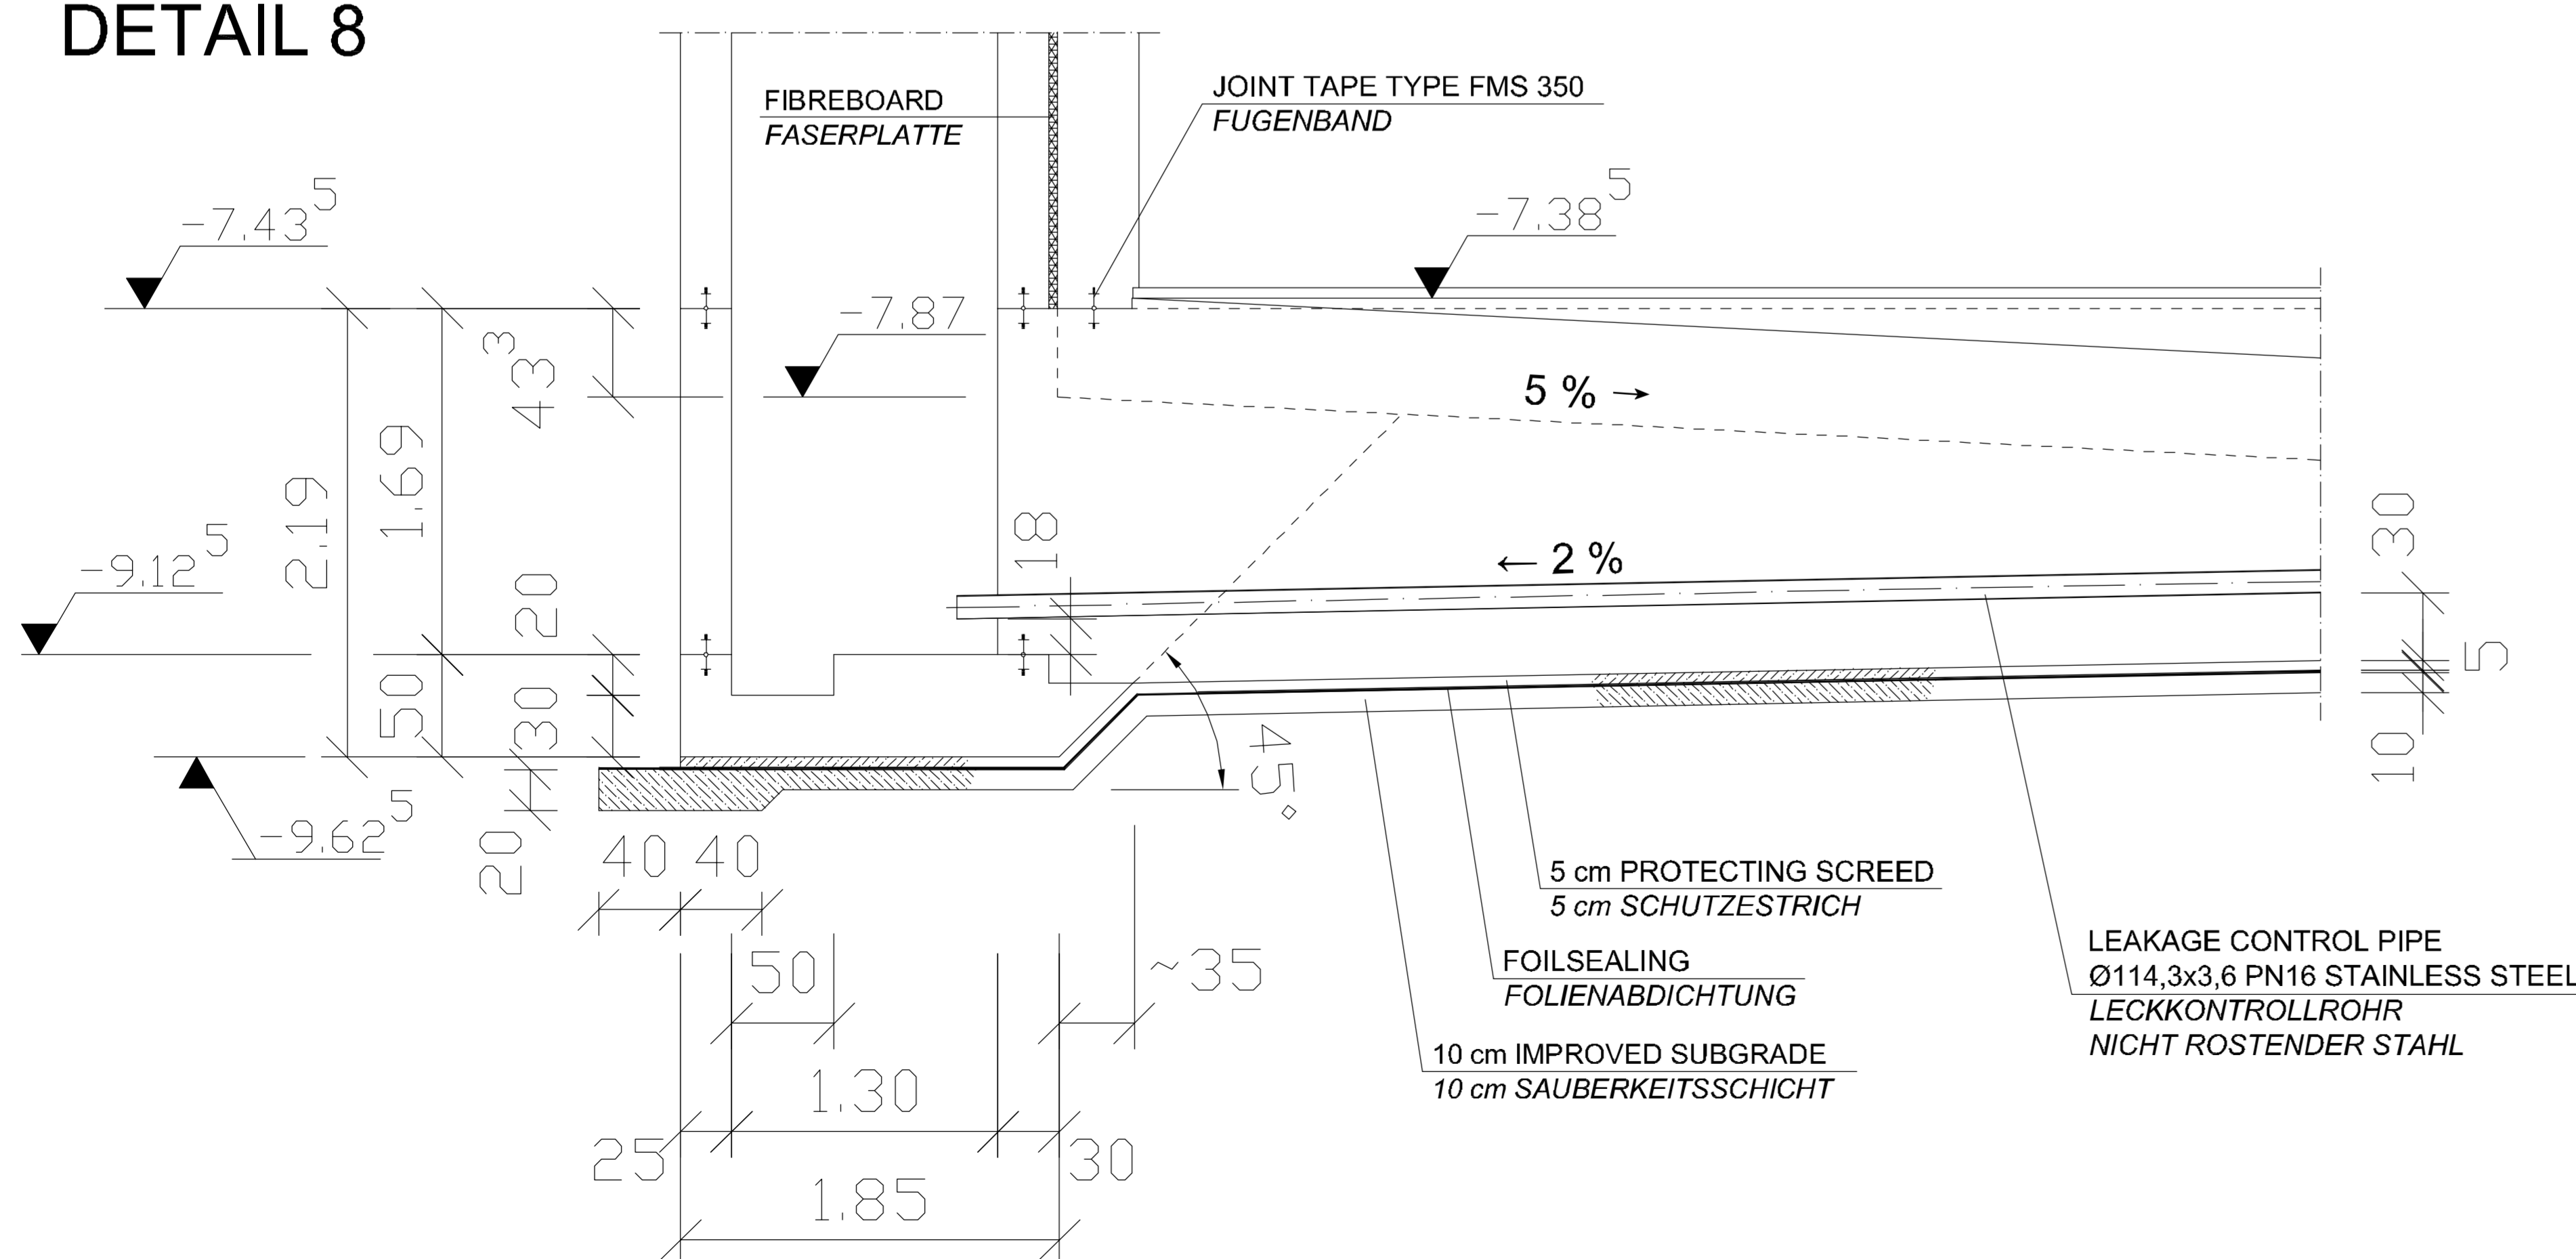 DETAIL 8
FIBREBOARD
FASERPLATTE
JOINT TAPE TYPE FMS 350
FUGENBAND
-7.43⁵
-7.38⁵
-7.87
43³
5 % →
1.69
2.19
18
30
-9.12⁵
← 2 %
20
5
50
30
45°
10
-9.62⁵
20
40 40
5 cm PROTECTING SCREED
5 cm SCHUTZESTRICH
50
~35
FOILSEALING
FOLIENABDICHTUNG
LEAKAGE CONTROL PIPE
Ø114,3x3,6 PN16 STAINLESS STEEL
LECKKONTROLLROHR
NICHT ROSTENDER STAHL
10 cm IMPROVED SUBGRADE
10 cm SAUBERKEITSSCHICHT
1.30
25
30
1.85